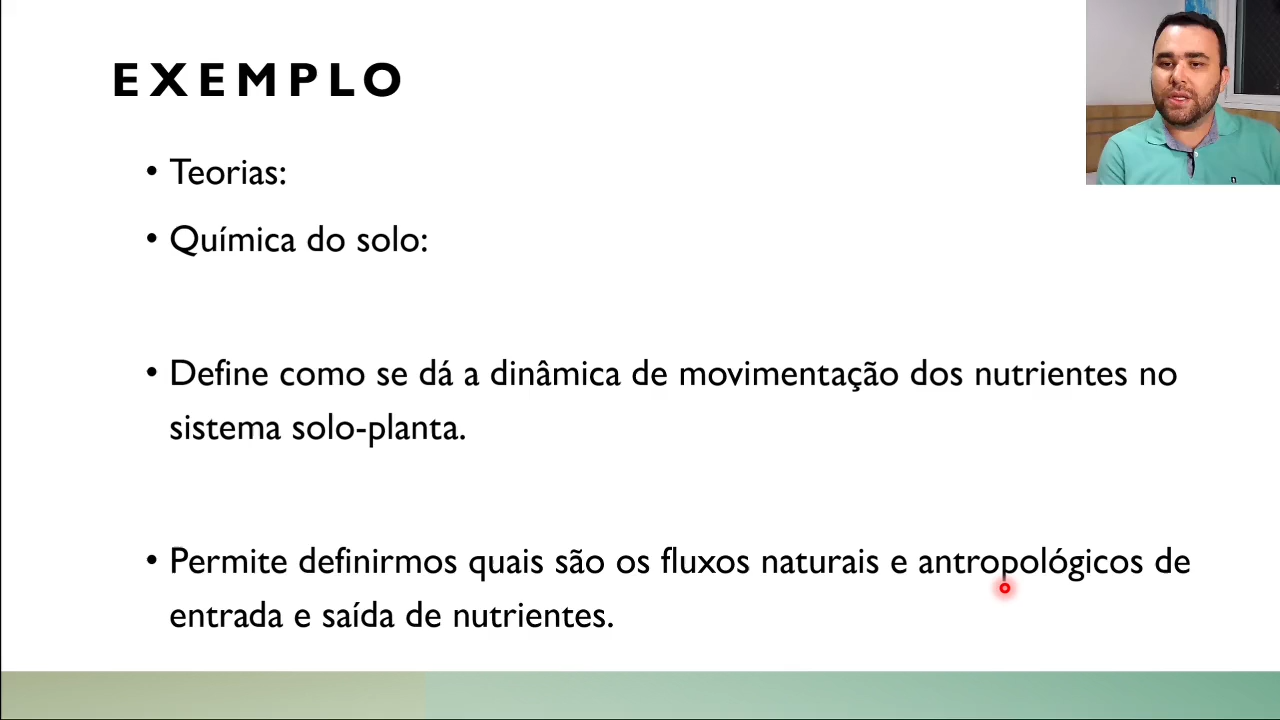 EXEMPLO
• Teorias:
• Química do solo:
• Define como se dá a dinâmica de movimentação dos nutrientes no
sistema solo-planta.
• Permite definirmos quais são os fluxos naturais e antropológicos de
entrada e saída de nutrientes.